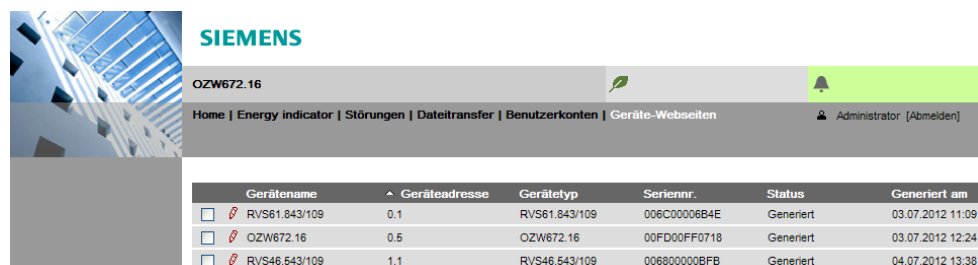 SIEMENS
OZW672.16
Home | Energy indicator | Störungen | Dateitransfer | Benutzerkonten | Geräte-Webseiten Administrator [Abmelden]
Gerätename Geräteadresse Gerätetyp Seriennr. Status Generiert am
RVS61.843/109 0.1 RVS61.843/109 006C00006B4E Generiert 03.07.2012 11:09
OZW672.16 0.5 OZW672.16 00FD00FF0718 Generiert 03.07.2012 12:24
RVS46.543/109 1.1 RVS46.543/109 006800000BFB Generiert 04.07.2012 13:38